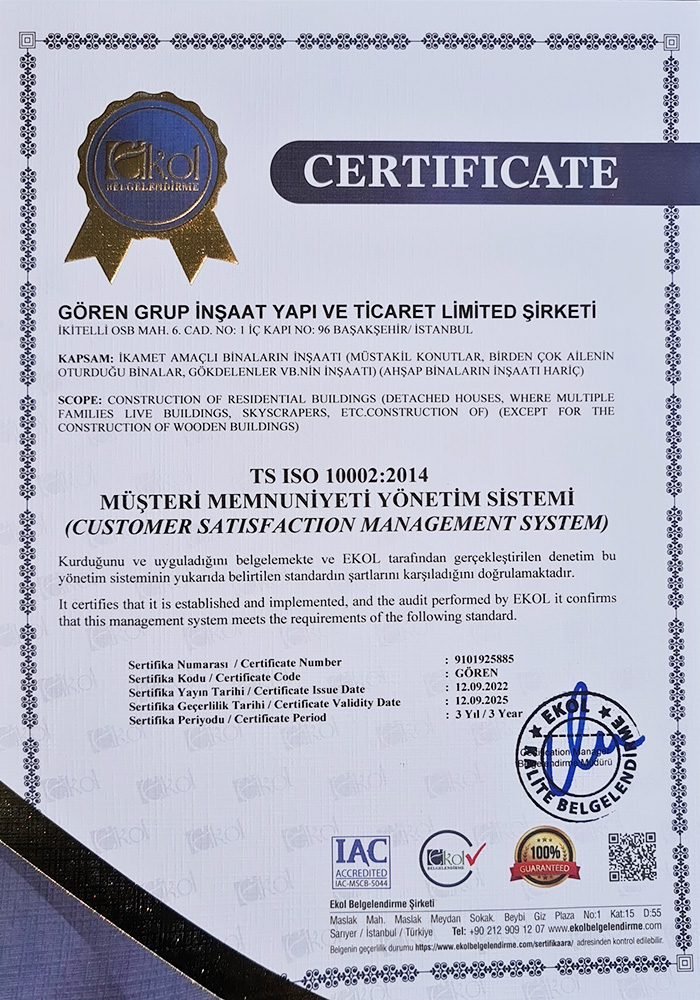 Ekol
BELGELENDİRME
CERTIFICATE
GÖREN GRUP İNŞAAT YAPI VE TİCARET LİMİTED ŞİRKETİ
İKİTELLİ OSB MAH. 6. CAD. NO: 1 İÇ KAPI NO: 96 BAŞAKŞEHİR/ İSTANBUL
KAPSAM: İKAMET AMAÇLI BİNALARIN İNŞAATI (MÜSTAKİL KONUTLAR, BİRDEN ÇOK AİLENİN
OTURDUĞU BİNALAR, GÖKDELENLER VB.NİN İNŞAATI) (AHŞAP BİNALARIN İNŞAATI HARİÇ)
SCOPE: CONSTRUCTION OF RESIDENTIAL BUILDINGS (DETACHED HOUSES, WHERE MULTIPLE
FAMILIES LIVE BUILDINGS, SKYSCRAPERS, ETC.CONSTRUCTION OF) (EXCEPT FOR THE
CONSTRUCTION OF WOODEN BUILDINGS)
TS ISO 10002:2014
MÜŞTERİ MEMNUNİYETİ YÖNETİM SİSTEMİ
(CUSTOMER SATISFACTION MANAGEMENT SYSTEM)
Kurduğunu ve uyguladığını belgelemekte ve EKOL tarafından gerçekleştirilen denetim bu
yönetim sisteminin yukarıda belirtilen standardın şartlarını karşıladığını doğrulamaktadır.
It certifies that it is established and implemented, and the audit performed by EKOL it confirms
that this management system meets the requirements of the following standard.
Sertifika Numarası / Certificate Number : 9101925885
Sertifika Kodu / Certificate Code : GÖREN
Sertifika Yayın Tarihi / Certificate Issue Date : 12.09.2022
Sertifika Geçerlilik Tarihi / Certificate Validity Date : 12.09.2025
Sertifika Periyodu / Certificate Period : 3 Yıl / 3 Year
EKOL
KALİTE BELGELENDİRME
Certification Manager
Belgelendirme Müdürü
IAC
ACCREDITED
IAC-MSCB-5044
Ekol
BELGELENDİRME
100%
GUARANTEED
Ekol Belgelendirme Şirketi
Maslak Mah. Maslak Meydan Sokak. Beybi Giz Plaza No:1 Kat:15 D:55
Sarıyer / İstanbul / Türkiye Tel: +90 212 909 12 07 www.ekolbelgelendirme.com
Belgenin geçerlilik durumu https://www.ekolbelgelendirme.com/sertifikaara/ adresinden kontrol edilebilir.